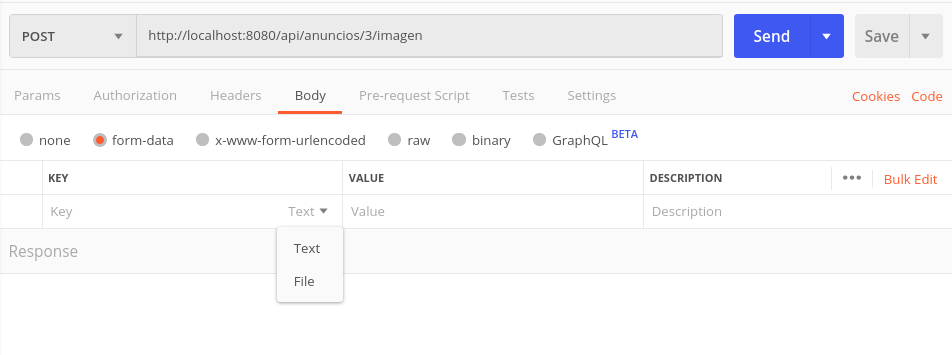 POST http://localhost:8080/api/anuncios/3/imagen Send Save
Params Authorization Headers Body Pre-request Script Tests Settings Cookies Code
none form-data x-www-form-urlencoded raw binary GraphQL BETA
KEY VALUE DESCRIPTION ••• Bulk Edit
Key Text Value Description
Text
File
Response